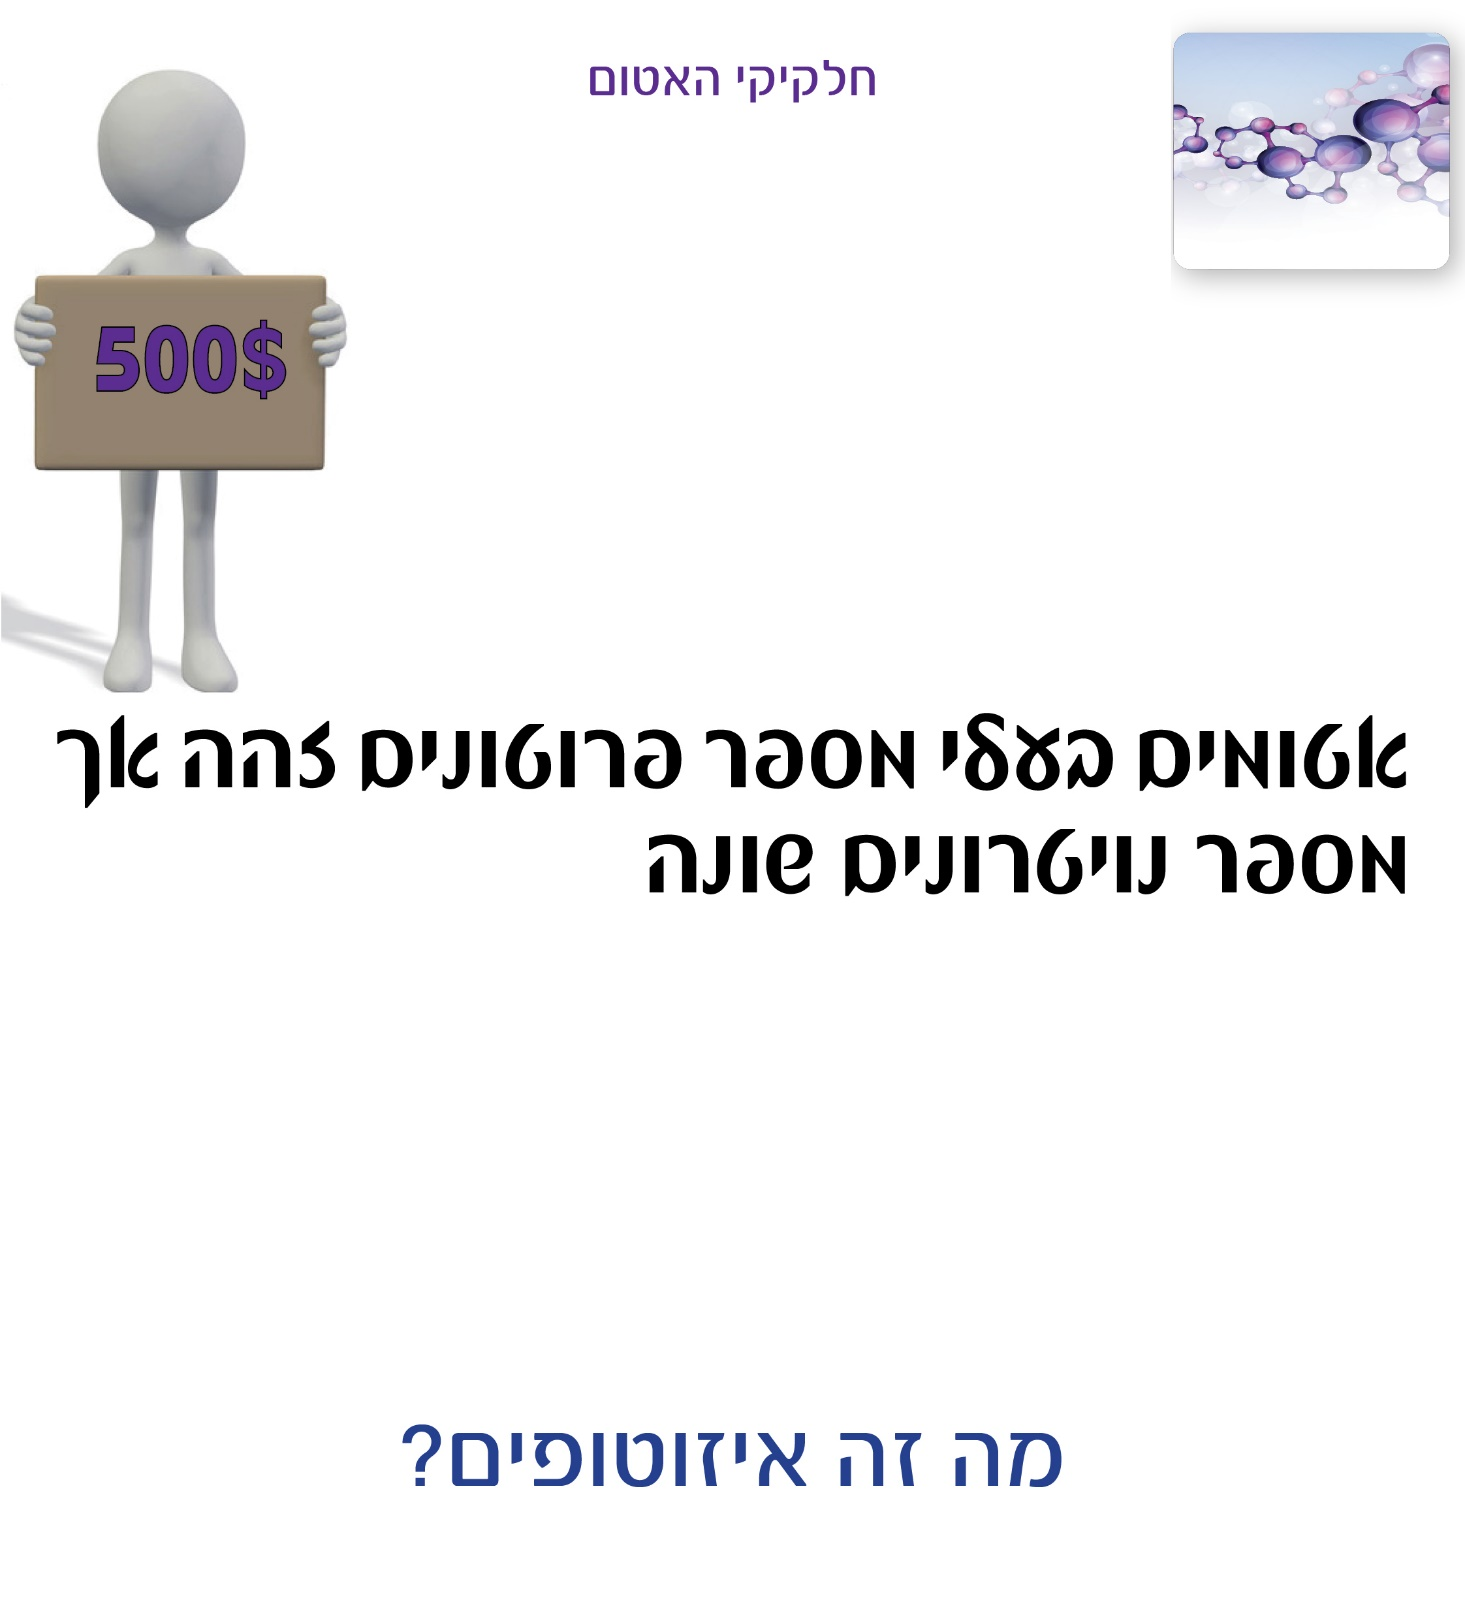 חלקיקי האטום
500$
אטומים בעלי מספר פרוטונים זהה אך
מספר נויטרונים שונה
מה זה איזוטופים?